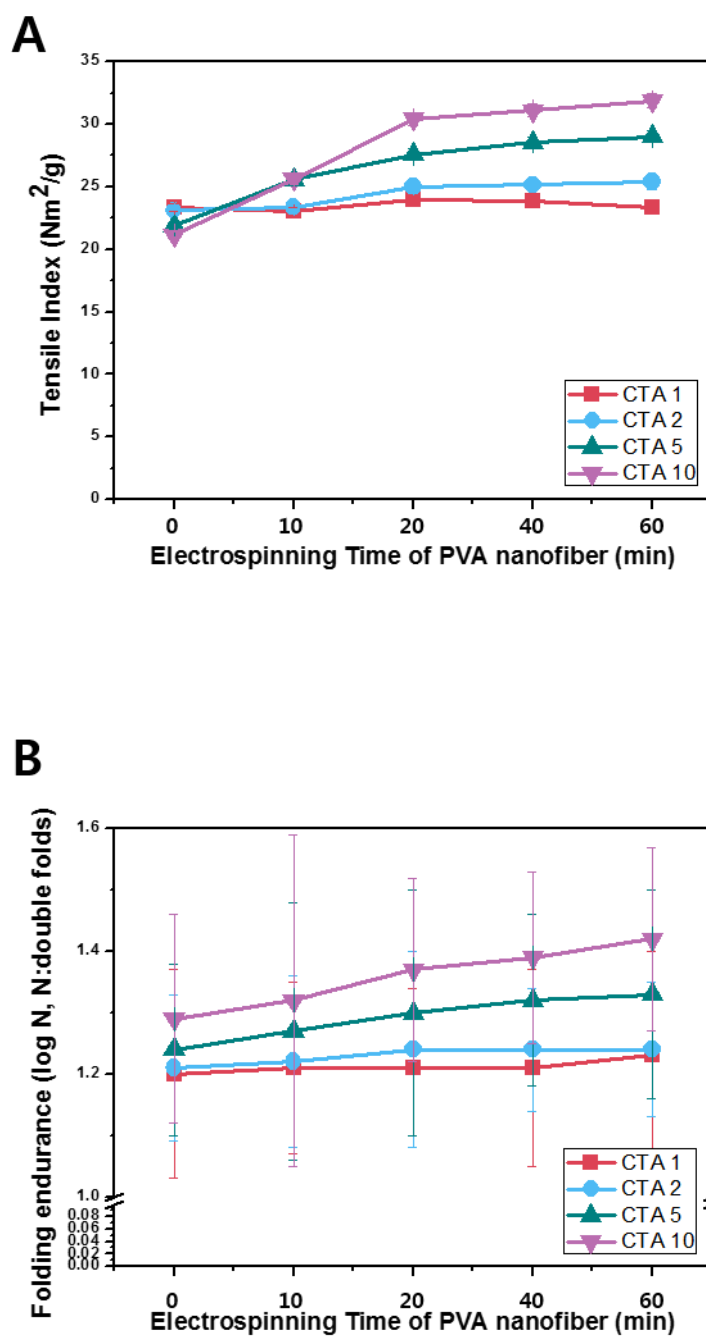 A
35
30
25
20
15
10
5
0
Tensile Index (Nm²/g)
CTA 1
CTA 2
CTA 5
CTA 10
0 10 20 40 60
Electrospinning Time of PVA nanofiber (min)
B
1.6
1.4
1.2
1.0
0.08
0.06
0.04
0.02
0.00
Folding endurance (log N, N:double folds)
CTA 1
CTA 2
CTA 5
CTA 10
0 10 20 40 60
Electrospinning Time of PVA nanofiber (min)